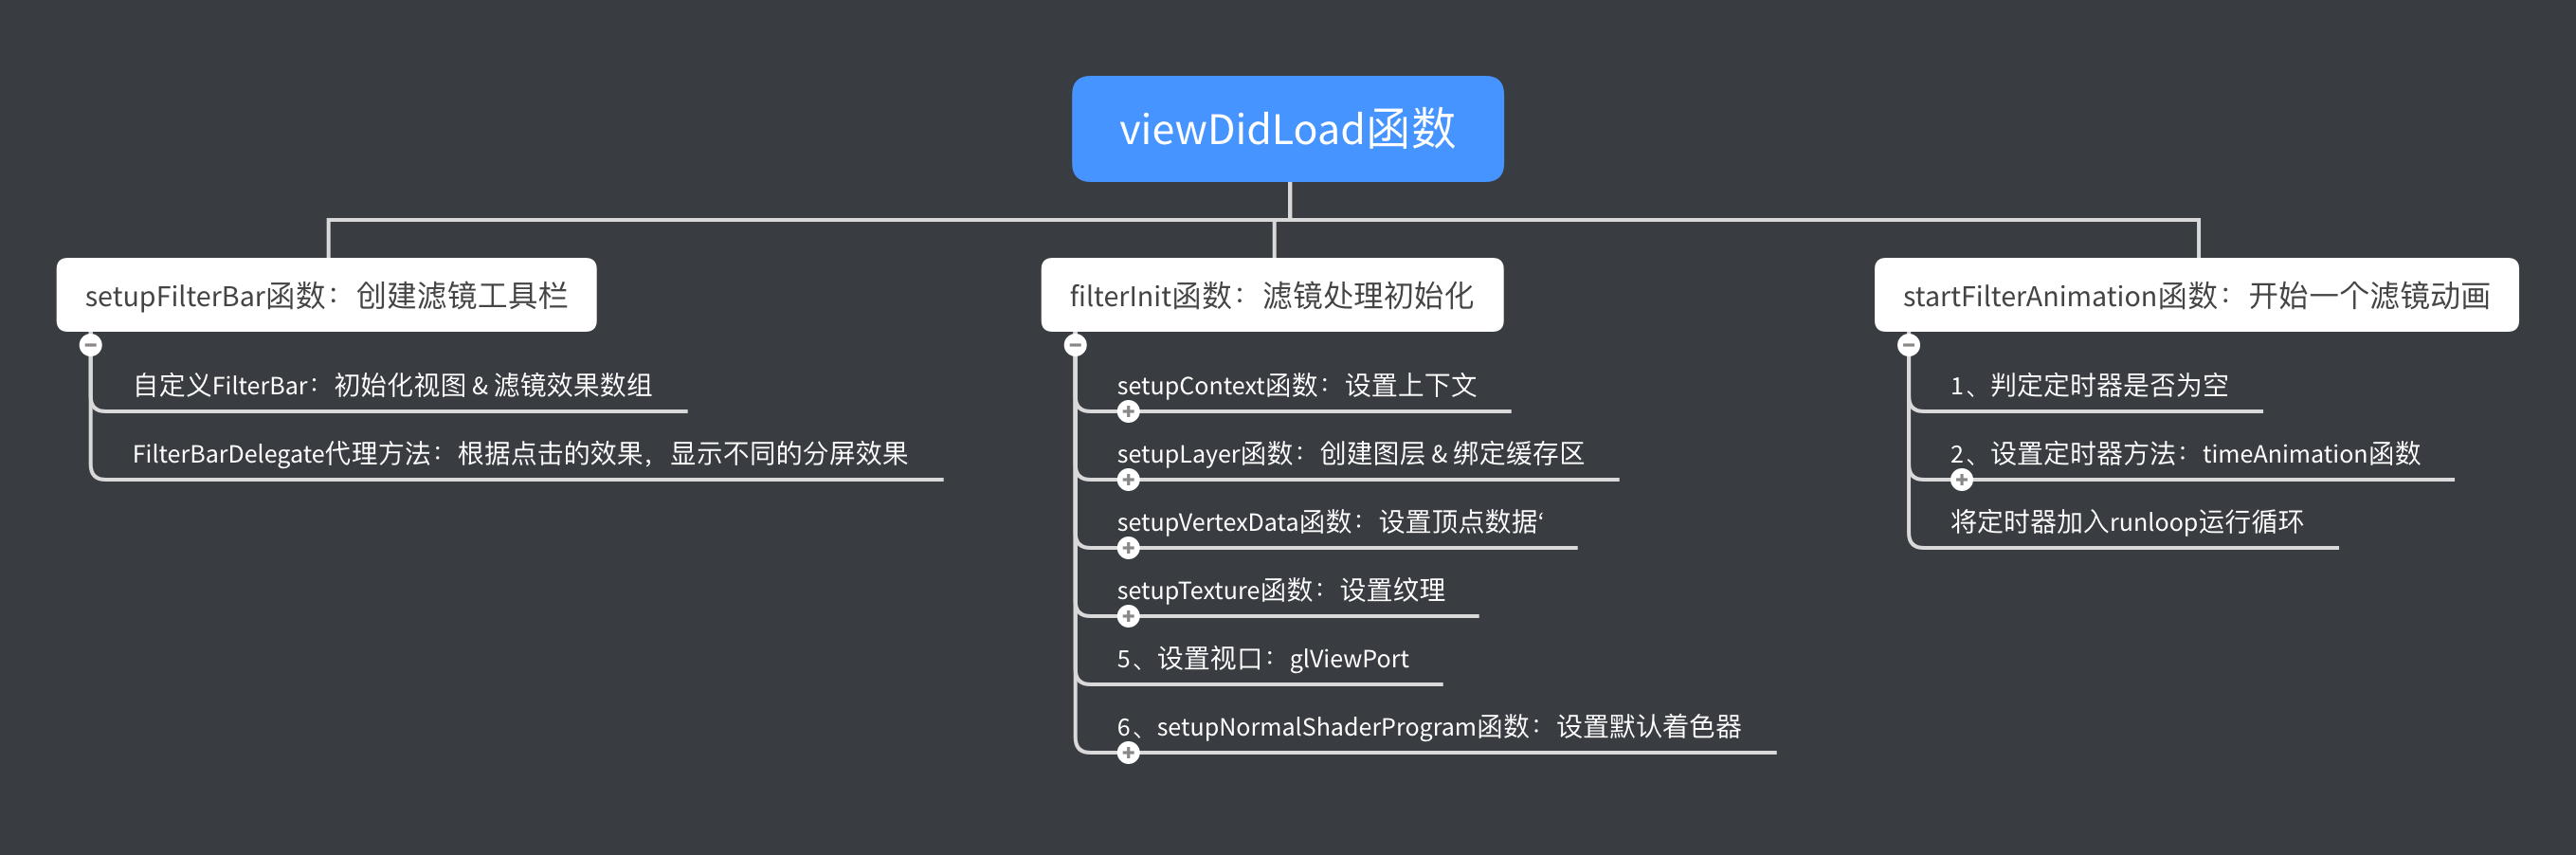 viewDidLoad函数
setupFilterBar函数：创建滤镜工具栏
自定义FilterBar：初始化视图 & 滤镜效果数组
FilterBarDelegate代理方法：根据点击的效果，显示不同的分屏效果
filterInit函数：滤镜处理初始化
setupContext函数：设置上下文
setupLayer函数：创建图层 & 绑定缓存区
setupVertexData函数：设置顶点数据‘
setupTexture函数：设置纹理
5、设置视口：glViewPort
6、setupNormalShaderProgram函数：设置默认着色器
startFilterAnimation函数：开始一个滤镜动画
1、判定定时器是否为空
2、设置定时器方法：timeAnimation函数
将定时器加入runloop运行循环